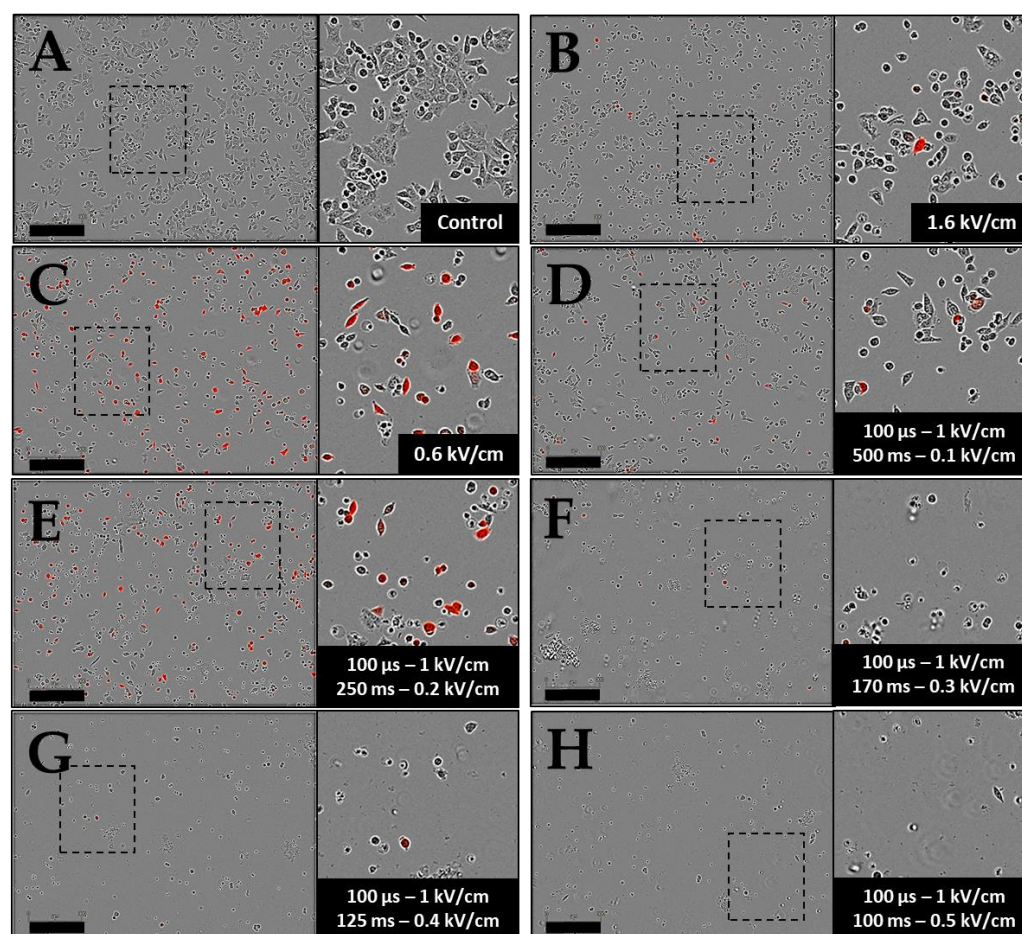 A
Control
B
1.6 kV/cm
C
0.6 kV/cm
D
100 µs – 1 kV/cm
500 ms – 0.1 kV/cm
E
100 µs – 1 kV/cm
250 ms – 0.2 kV/cm
F
100 µs – 1 kV/cm
170 ms – 0.3 kV/cm
G
100 µs – 1 kV/cm
125 ms – 0.4 kV/cm
H
100 µs – 1 kV/cm
100 ms – 0.5 kV/cm